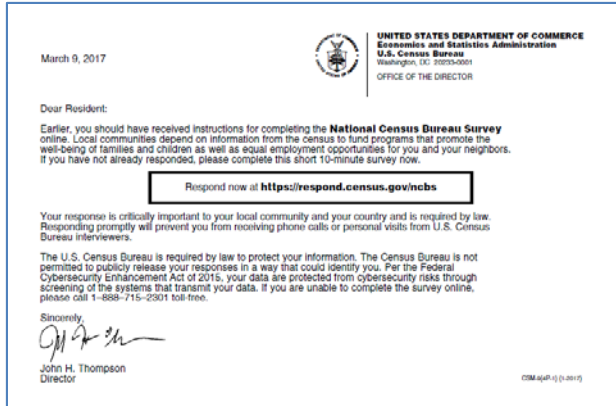 UNITED STATES DEPARTMENT OF COMMERCE
Economics and Statistics Administration
U.S. Census Bureau
Washington, DC 20233-0001
OFFICE OF THE DIRECTOR
March 9, 2017
Dear Resident:
Earlier, you should have received instructions for completing the National Census Bureau Survey
online. Local communities depend on information from the census to fund programs that promote the
well-being of families and children as well as equal employment opportunities for you and your neighbors.
If you have not already responded, please complete this short 10-minute survey now.
Respond now at https://respond.census.gov/ncbs
Your response is critically important to your local community and your country and is required by law.
Responding promptly will prevent you from receiving phone calls or personal visits from U.S. Census
Bureau interviewers.
The U.S. Census Bureau is required by law to protect your information. The Census Bureau is not
permitted to publicly release your responses in a way that could identify you. Per the Federal
Cybersecurity Enhancement Act of 2015, your data are protected from cybersecurity risks through
screening of the systems that transmit your data. If you are unable to complete the survey online,
please call 1–888–715–2301 toll-free.
Sincerely,
John H. Thompson
Director